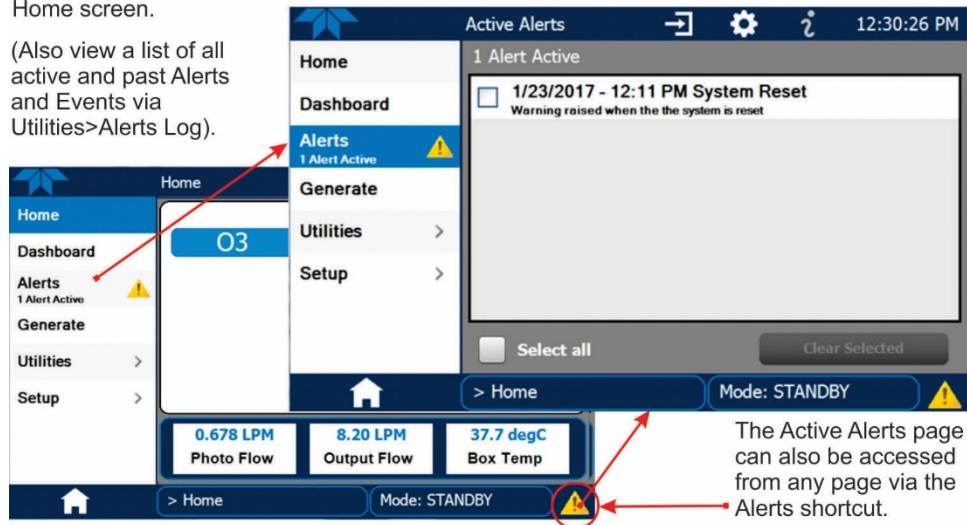 Home screen.
(Also view a list of all
active and past Alerts
and Events via
Utilities>Alerts Log).
Active Alerts
12:30:26 PM
Home
Dashboard
Alerts
1 Alert Active
Generate
Utilities >
Setup >
1 Alert Active
1/23/2017 - 12:11 PM System Reset
Warning raised when the the system is reset
Select all
Clear Selected
> Home
Mode: STANDBY
Home
Home
Dashboard
Alerts
1 Alert Active
Generate
Utilities >
Setup >
O3
0.678 LPM
Photo Flow
8.20 LPM
Output Flow
37.7 degC
Box Temp
> Home
Mode: STANDBY
The Active Alerts page
can also be accessed
from any page via the
Alerts shortcut.